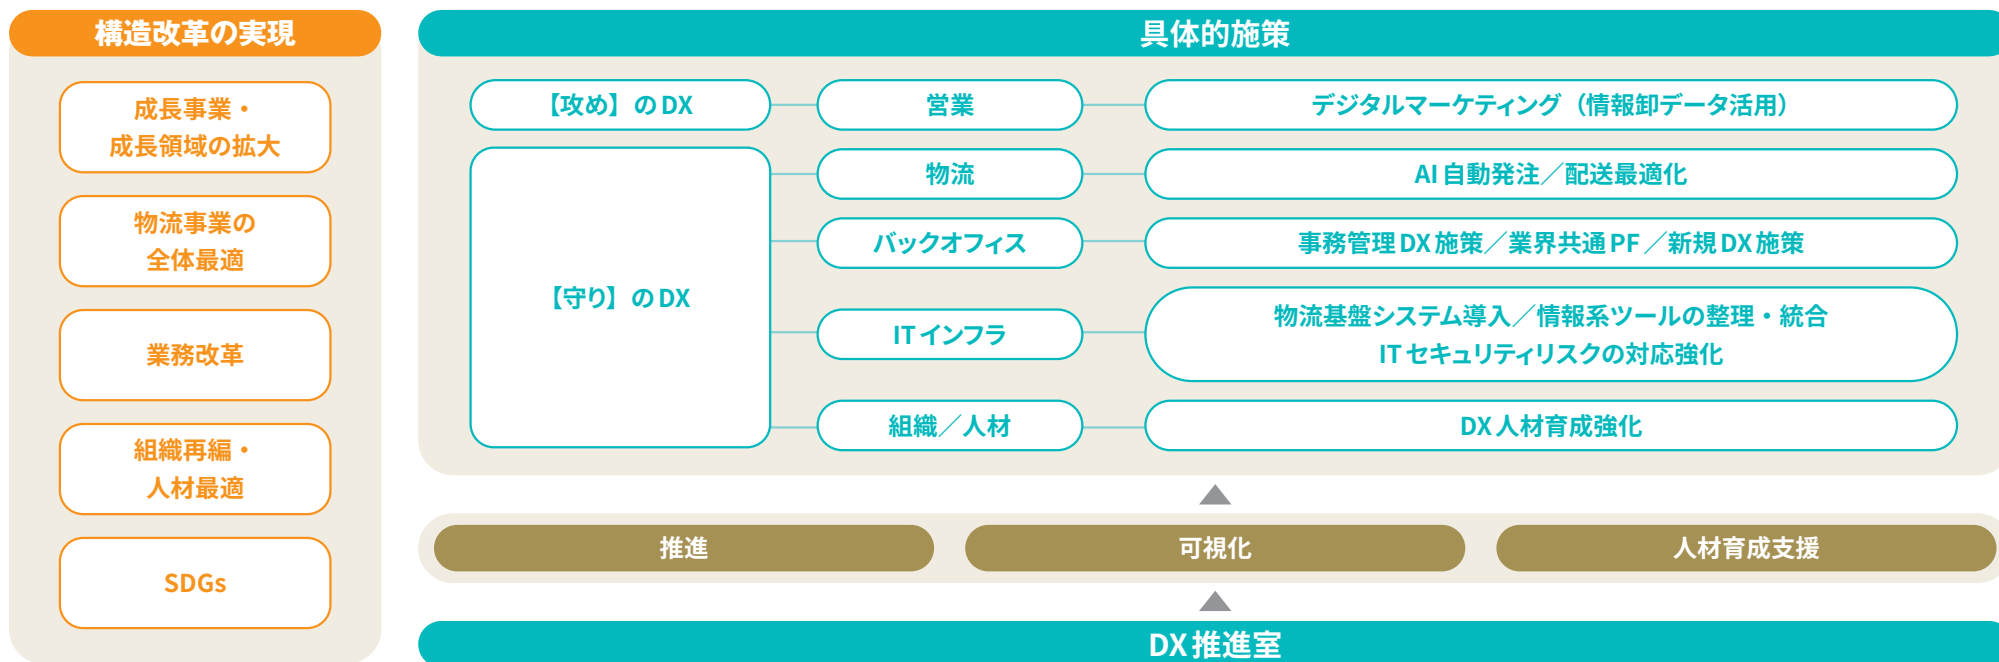 構造改革の実現
成長事業・
成長領域の拡大
物流事業の
全体最適
業務改革
組織再編・
人材最適
SDGs
具体的施策
【攻め】のDX
営業
デジタルマーケティング（情報卸データ活用）
【守り】のDX
物流
AI自動発注／配送最適化
バックオフィス
事務管理DX施策／業界共通PF／新規DX施策
ITインフラ
物流基盤システム導入／情報系ツールの整理・統合
ITセキュリティリスクの対応強化
組織／人材
DX人材育成強化
推進
可視化
人材育成支援
DX推進室